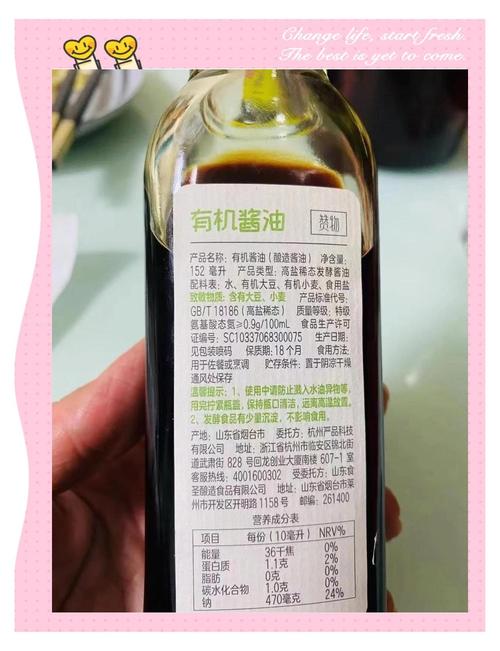 Change life, start fresh.
The best is yet to come.
有机酱油 赞物
产品名称: 有机酱油(酿造酱油) 净含量:
152 毫升 产品类型: 高盐稀态发酵酱油
配料表: 水、有机大豆、有机小麦、食用盐
致敏物质: 含有大豆、小麦 产品标准代号:
GB/T 18186 (高盐稀态) 质量等级: 特级
氨基酸态氮≥0.9g/100mL 食品生产许可
证编号: SC10337068300075 生产日期:
见包装喷码 保质期: 18个月 食用方法:
用于佐餐或烹调 贮存条件: 置于阴凉干燥
通风处保存
温馨提示: 1、使用中请防止混入水油异物等,
用完拧紧瓶盖, 保持瓶口清洁, 远离高温放置。
2、发酵食品有少量沉淀, 不影响食用。
产地: 山东省烟台市 委托方: 杭州产品科技
有限公司 地址: 浙江省杭州市临安区锦北街
道武肃街 828 号回龙创业大厦南楼 607-1 室
客服热线: 4001600302 受委托方: 山东食
圣酿造食品有限公司 地址: 山东省烟台市莱
州市开发区开明路 1158 号 邮编: 261400
营养成分表
项目 每份 (10毫升) NRV%
能量 36千焦 0%
蛋白质 1.1克 2%
脂肪 0克 0%
碳水化合物 1.0克 0%
钠 470毫克 24%